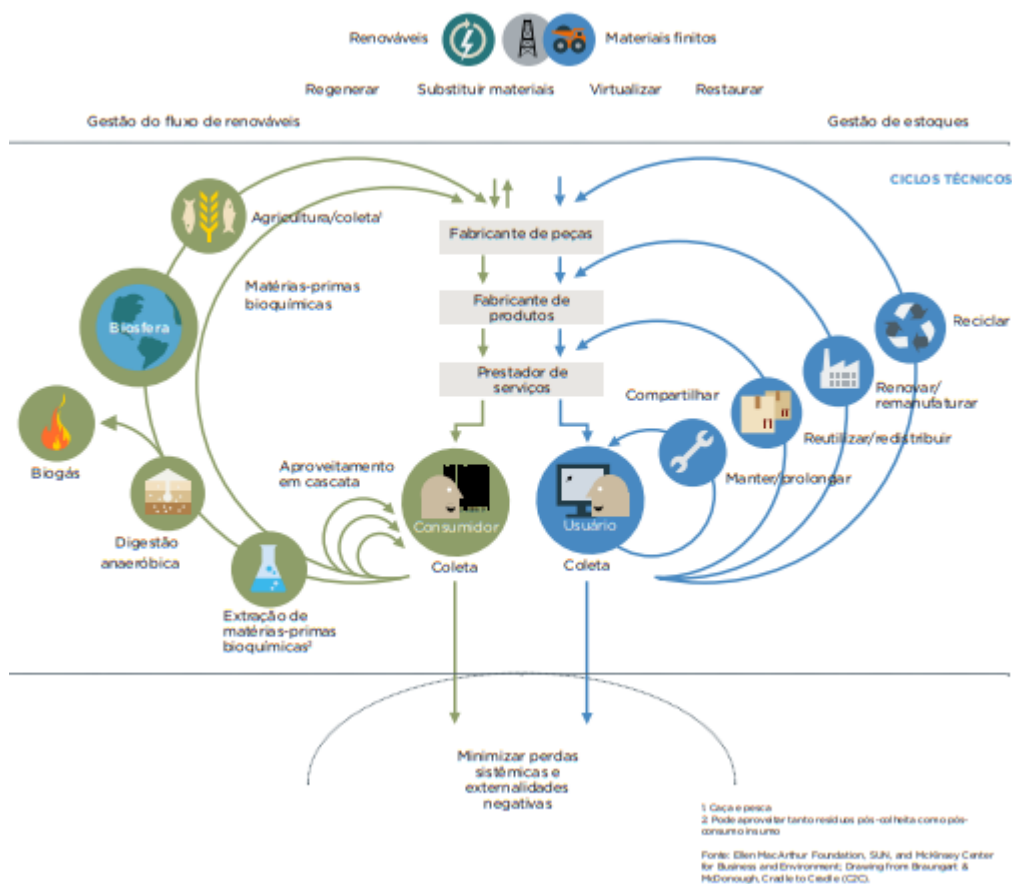 Renováveis
Materiais finitos
Regenerar
Substituir materiais
Virtualizar
Restaurar
Gestão do fluxo de renováveis
Gestão de estoques
CICLOS TÉCNICOS
Agricultura/coleta¹
Matérias-primas
bioquímicas
Biosfera
Biogás
Digestão
anaeróbica
Extração de
matérias-primas
bioquímicas²
Aproveitamento
em cascata
Fabricante de peças
Fabricante de
produtos
Prestador de
serviços
Consumidor
Coleta
Usuário
Coleta
Compartilhar
Manter/prolongar
Reutilizar/redistribuir
Renovar/
remanufaturar
Reciclar
Minimizar perdas
sistêmicas e
externalidades
negativas
1 Caça e pesca
2 Pode aproveitar tanto resíduos pós-colheita como pós-
consumo insumo
Fonte: Ellen MacArthur Foundation, SUN, and McKinsey Center
for Business and Environment; Drawing from Braungart &
McDonough, Cradle to Cradle (C2C).